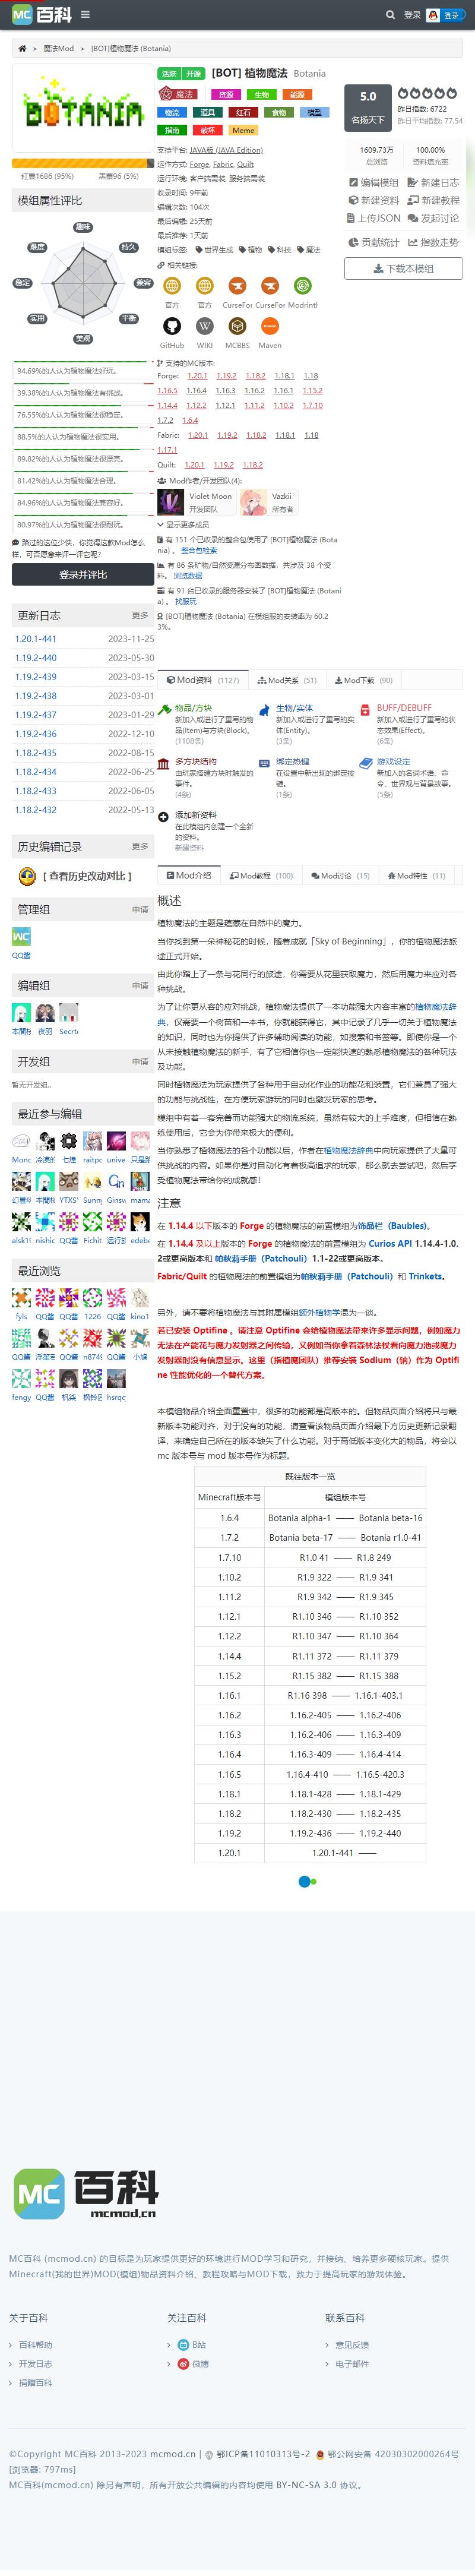 MC 百科
登录
登录
> 魔法Mod > [BOT]植物魔法 (Botania)
BOTANIA
红票1686 (95%) 黑票96 (5%)
模组属性评比
趣味
难度
持久
稳定
兼容
实用
平衡
美观
94.69%的人认为植物魔法好玩。
39.38%的人认为植物魔法有挑战。
76.55%的人认为植物魔法很稳定。
88.5%的人认为植物魔法很实用。
89.82%的人认为植物魔法很漂亮。
81.42%的人认为植物魔法合理。
84.96%的人认为植物魔法兼容好。
80.97%的人认为植物魔法很耐玩。
路过的这位少侠，你觉得这款Mod怎么样，可否愿意来评一评它呢?
登录并评比
更新日志 更多
1.20.1-441 2023-11-25
1.19.2-440 2023-05-30
1.19.2-439 2023-03-15
1.19.2-438 2023-03-01
1.19.2-437 2023-01-29
1.19.2-436 2022-12-10
1.18.2-435 2022-08-15
1.18.2-434 2022-06-25
1.18.2-433 2022-06-05
1.18.2-432 2022-05-13
历史编辑记录 更多
[ 查看历史改动对比 ]
管理组 申请
QQ酱
编辑组 申请
夜羽 Secrte
开发组 申请
暂无开发组..
最近参与编辑
七煌 raitpc unive 只是路
YTXS Sunny Ginsw mama
alsk19 nishic QQ酱 Fichit 远行旅 edebe
最近浏览
fyls QQ酱 QQ酱 1226 QQ酱 kino1
QQ酱 QQ酱 n8749 QQ酱
fengy QQ酱 hsrqc
活跃 开源 [BOT] 植物魔法 Botania
魔法 资源 生物 能源
物流 道具 红石 食物 模型
指南 破坏 Meme
支持平台: JAVA版 (JAVA Edition)
运作方式: Forge, Fabric, Quilt
运行环境: 客户端需装, 服务端需装
收录时间: 9年前
编辑次数: 104次
最后编辑: 25天前
最后推荐: 1天前
模组标签: 世界生成 植物 科技 魔法
相关链接:
官方 官方 CurseFor CurseFor Modrinth
GitHub WIKI MCBBS Maven
支持的MC版本:
Forge: 1.20.1 1.19.2 1.18.2 1.18.1 1.18
1.16.5 1.16.4 1.16.3 1.16.2 1.16.1 1.15.2
1.14.4 1.12.2 1.12.1 1.11.2 1.10.2 1.7.10
1.7.2 1.6.4
Fabric: 1.20.1 1.19.2 1.18.2 1.18.1 1.18
1.17.1
Quilt: 1.20.1 1.19.2 1.18.2
Mod作者/开发团队(4):
Violet Moon
开发团队
Vazkii
所有者
显示更多成员
有 151 个已收录的整合包使用了 [BOT]植物魔法 (Botania) 。 整合包检索
有 86 条矿物/自然资源分布图数据，共涉及 38 个资料。 浏览数据
有 91 台已收录的服务器安装了 [BOT]植物魔法 (Botania) 。 找服玩
[BOT]植物魔法 (Botania) 在模组服的安装率为 60.23%。
5.0
名扬天下
昨日指数: 6722
昨日平均指数: 77.54
1609.73万
总浏览
100.00%
资料填充率
编辑模组 新建日志
新建资料 新建教程
上传JSON 发起讨论
贡献统计 指数走势
下载本模组
Mod资料 (1127) Mod关系 (51) Mod下载 (90)
物品/方块
新加入或进行了重写的物品(Item)与方块(Block)。
(1108条)
生物/实体
新加入或进行了重写的实体(Entity)。
(3条)
BUFF/DEBUFF
新加入或进行了重写的状态效果(Effect)。
(6条)
多方块结构
由玩家搭建方块时触发的事件。
(4条)
绑定热键
在设置中新出现的绑定按键。
(1条)
游戏设定
新加入的名词术语、命令、世界观与背景故事。
(5条)
添加新资料
在此模组内创建一个全新的资料。
新建资料
Mod介绍 Mod教程 (100) Mod讨论 (15) Mod特性 (11)
概述
植物魔法的主题是蕴藏在自然中的魔力。
当你找到第一朵神秘花的时候，随着成就「Sky of Beginning」，你的植物魔法旅途正式开始。
由此你踏上了一条与花同行的旅途，你需要从花里获取魔力，然后用魔力来应对各种挑战。
为了让你更从容的应对挑战，植物魔法提供了一本功能强大内容丰富的植物魔法辞典，仅需要一个树苗和一本书，你就能获得它，其中记录了几乎一切关于植物魔法的知识，同时也为你提供了许多辅助阅读的功能，如搜索和书签等。即使你是一个从未接触植物魔法的新手，有了它相信你也一定能快速的熟悉植物魔法的各种玩法及功能。
同时植物魔法为玩家提供了各种用于自动化作业的功能花和装置，它们兼具了强大的功能与挑战性，在方便玩家游玩的同时也激发玩家的思考。
模组中有着一套完善而功能强大的物流系统，虽然有较大的上手难度，但相信在熟练使用后，它会为你带来极大的便利。
当你熟悉了植物魔法的各个功能以后，作者在植物魔法辞典中向玩家提供了大量可供挑战的内容。如果你是对自动化有着极高追求的玩家，那么就去尝试吧，然后享受植物魔法带给你的成就感!
注意
在 1.14.4 以下版本的 Forge 的植物魔法的前置模组为饰品栏（Baubles）。
在 1.14.4 及以上版本的 Forge 的植物魔法的前置模组为 Curios API 1.14.4-1.0.2或更高版本和 帕秋莉手册（Patchouli）1.1-22或更高版本。
Fabric/Quilt 的植物魔法的前置模组为帕秋莉手册（Patchouli）和 Trinkets。
另外，请不要将植物魔法与其附属模组额外植物学混为一谈。
若已安装 Optifine ，请注意 Optifine 会给植物魔法带来许多显示问题，例如魔力无法在产能花与魔力发射器之间传输，又例如当你拿着森林法杖看向魔力池或魔力发射器时没有信息显示。这里（指植魔团队）推荐安装 Sodium（钠）作为 Optifine 性能优化的一个替代方案。
本模组物品介绍全面重置中，很多的功能都是高版本的。但物品页面介绍将只与最新版本功能对齐，对于没有的功能，请查看该物品页面介绍最下方历史更新记录翻译，来确定自己所在的版本缺失了什么功能。对于高低版本变化大的物品，将会以 mc 版本号与 mod 版本号作为标题。
既往版本一览
Minecraft版本号 模组版本号
1.6.4 Botania alpha-1 —— Botania beta-16
1.7.2 Botania beta-17 —— Botania r1.0-41
1.7.10 R1.0 41 —— R1.8 249
1.10.2 R1.9 322 —— R1.9 341
1.11.2 R1.9 342 —— R1.9 345
1.12.1 R1.10 346 —— R1.10 352
1.12.2 R1.10 347 —— R1.10 364
1.14.4 R1.11 372 —— R1.11 379
1.15.2 R1.15 382 —— R1.15 388
1.16.1 R1.16 398 —— 1.16.1-403.1
1.16.2 1.16.2-405 —— 1.16.2-406
1.16.3 1.16.2-406 —— 1.16.3-409
1.16.4 1.16.3-409 —— 1.16.4-414
1.16.5 1.16.4-410 —— 1.16.5-420.3
1.18.1 1.18.1-428 —— 1.18.1-429
1.18.2 1.18.2-430 —— 1.18.2-435
1.19.2 1.19.2-436 —— 1.19.2-440
1.20.1 1.20.1-441 ——
MC 百科
mcmod.cn
MC百科 (mcmod.cn) 的目标是为玩家提供更好的环境进行MOD学习和研究，并接纳、培养更多硬核玩家。提供Minecraft(我的世界)MOD(模组)物品资料介绍、教程攻略与MOD下载，致力于提高玩家的游戏体验。
关于百科
百科帮助
开发日志
捐赠百科
关注百科
B站
微博
联系百科
意见反馈
电子邮件
©Copyright MC百科 2013-2023 mcmod.cn | 鄂ICP备11010313号-2 鄂公网安备 42030302000264号
[浏览器: 797ms]
MC百科(mcmod.cn) 除另有声明，所有开放公共编辑的内容均使用 BY-NC-SA 3.0 协议。